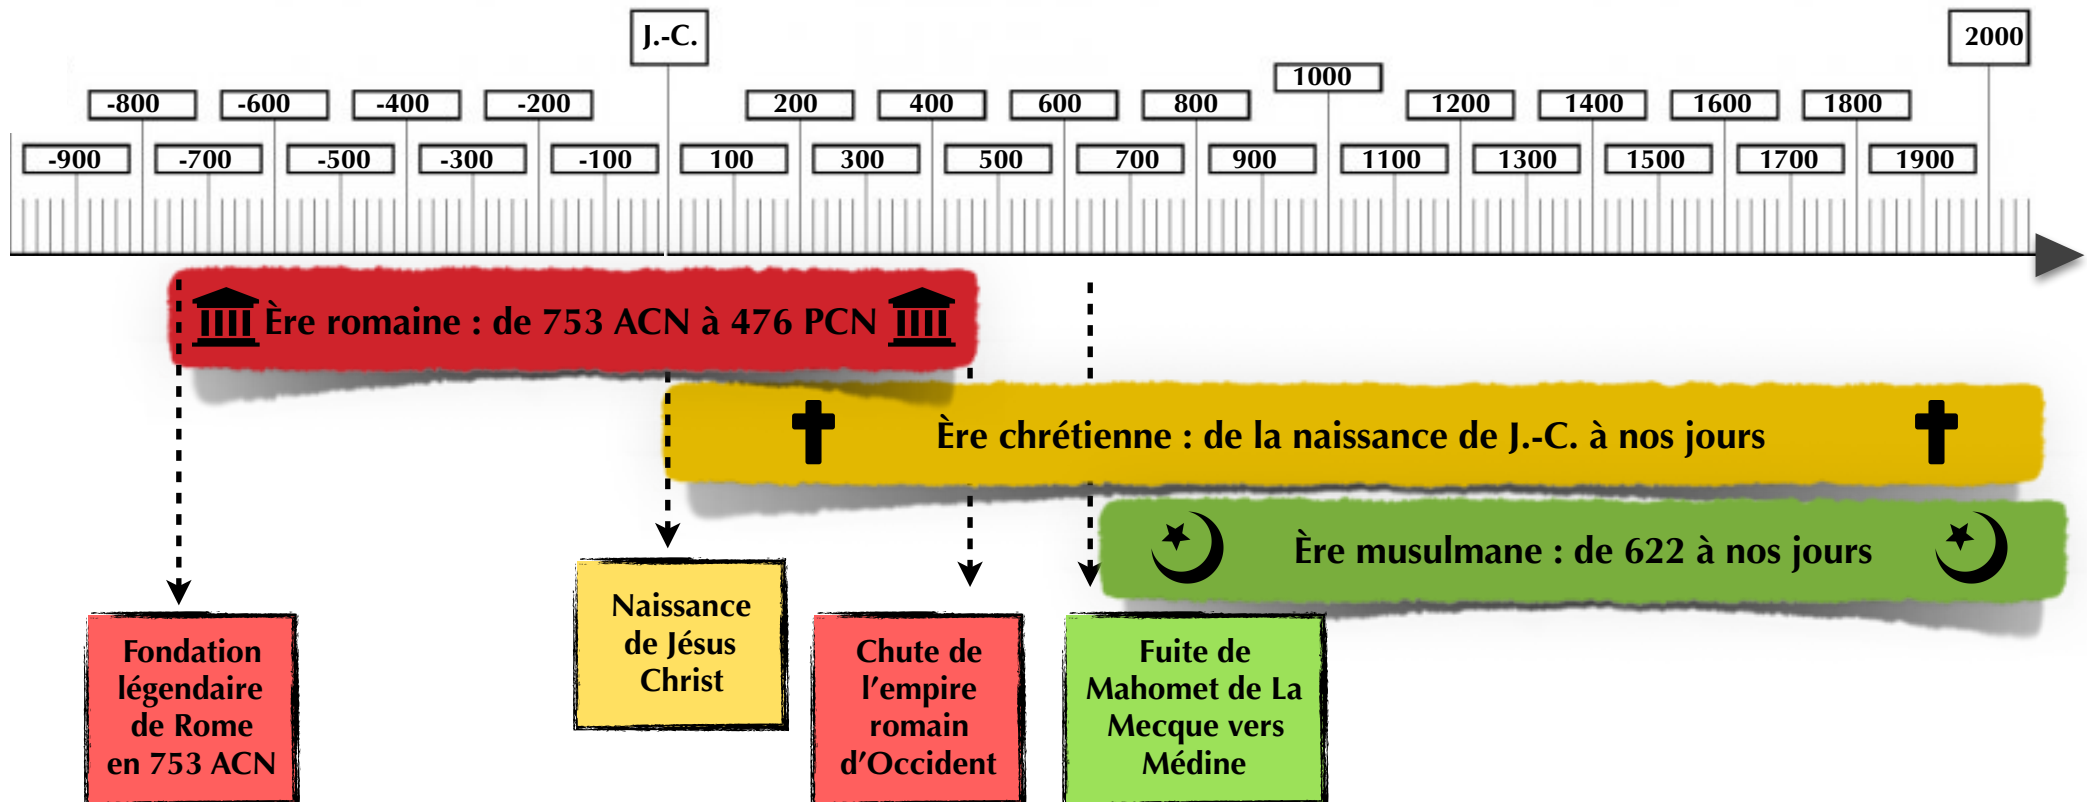 J.-C.
2000
1000
-800
-600
-400
-200
200
400
600
800
1200
1400
1600
1800
-900
-700
-500
-300
-100
100
300
500
700
900
1100
1300
1500
1700
1900
Ère romaine : de 753 ACN à 476 PCN
Ère chrétienne : de la naissance de J.-C. à nos jours
Ère musulmane : de 622 à nos jours
Fondation
légendaire
de Rome
en 753 ACN
Naissance
de Jésus
Christ
Chute de
l’empire
romain
d’Occident
Fuite de
Mahomet de La
Mecque vers
Médine